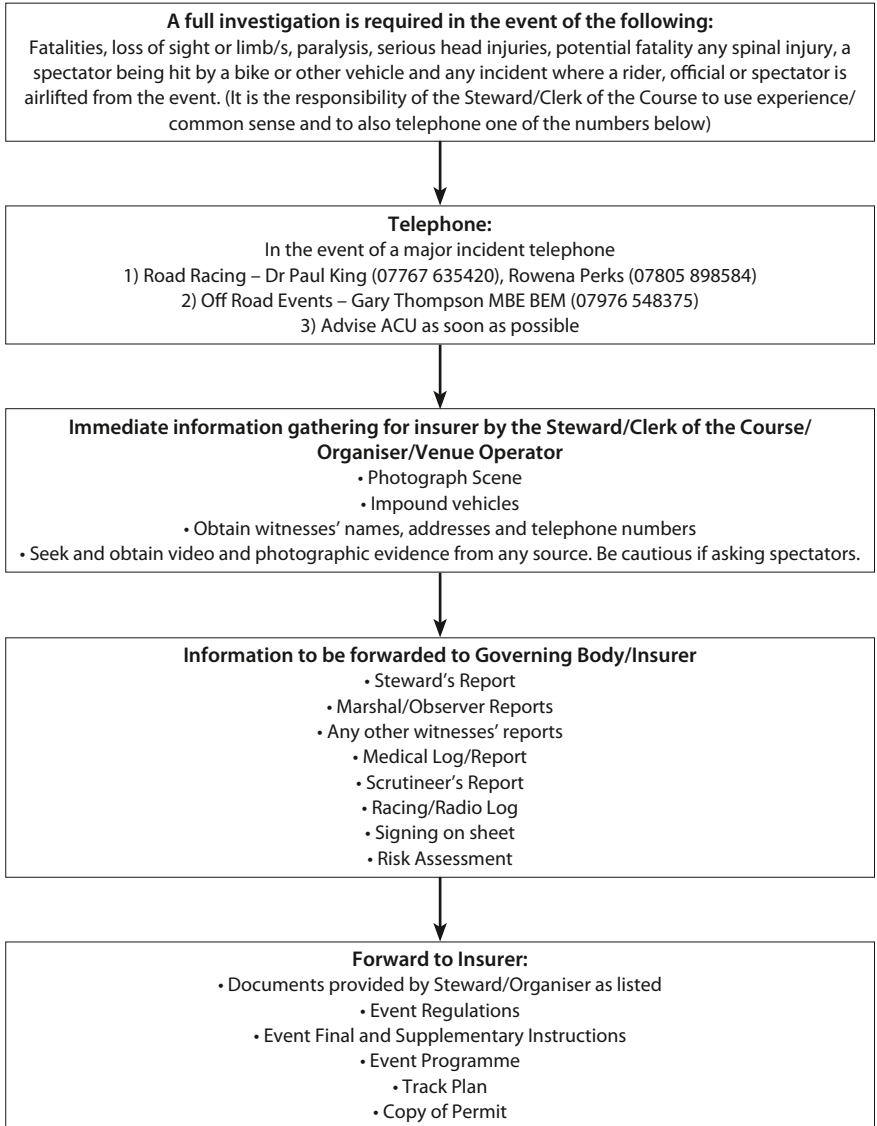 A full investigation is required in the event of the following:
Fatalities, loss of sight or limb/s, paralysis, serious head injuries, potential fatality any spinal injury, a
spectator being hit by a bike or other vehicle and any incident where a rider, official or spectator is
airlifted from the event. (It is the responsibility of the Steward/Clerk of the Course to use experience/
common sense and to also telephone one of the numbers below)
Telephone:
In the event of a major incident telephone
1) Road Racing – Dr Paul King (07767 635420), Rowena Perks (07805 898584)
2) Off Road Events – Gary Thompson MBE BEM (07976 548375)
3) Advise ACU as soon as possible
Immediate information gathering for insurer by the Steward/Clerk of the Course/
Organiser/Venue Operator
• Photograph Scene
• Impound vehicles
• Obtain witnesses’ names, addresses and telephone numbers
• Seek and obtain video and photographic evidence from any source. Be cautious if asking spectators.
Information to be forwarded to Governing Body/Insurer
• Steward’s Report
• Marshal/Observer Reports
• Any other witnesses’ reports
• Medical Log/Report
• Scrutineer’s Report
• Racing/Radio Log
• Signing on sheet
• Risk Assessment
Forward to Insurer:
• Documents provided by Steward/Organiser as listed
• Event Regulations
• Event Final and Supplementary Instructions
• Event Programme
• Track Plan
• Copy of Permit